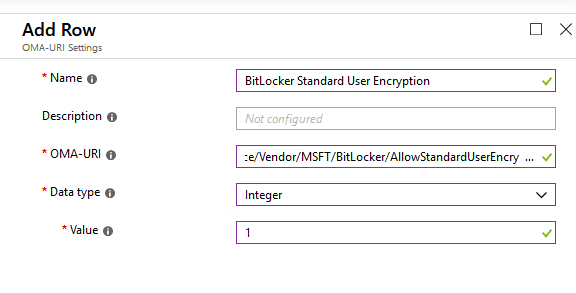 Add Row
OMA-URI Settings
* Name
BitLocker Standard User Encryption
Description
Not configured
* OMA-URI
:e/Vendor/MSFT/BitLocker/AllowStandardUserEncry ...
* Data type
Integer
* Value
1